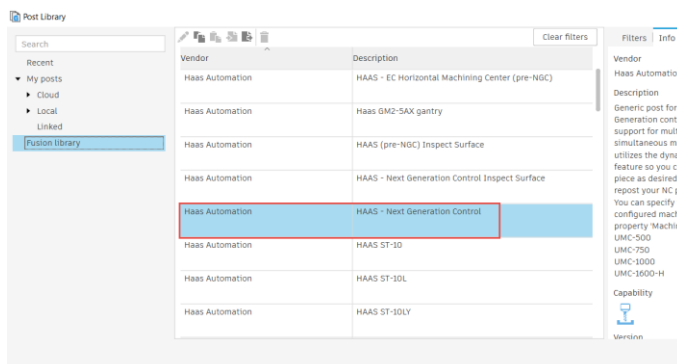 Post Library
Search
Recent
My posts
Cloud
Local
Linked
Fusion library
Clear filters
Vendor Description
Haas Automation HAAS - EC Horizontal Machining Center (pre-NGC)
Haas Automation Haas GM2-5AX gantry
Haas Automation HAAS (pre-NGC) Inspect Surface
Haas Automation HAAS - Next Generation Control Inspect Surface
Haas Automation HAAS - Next Generation Control
Haas Automation HAAS ST-10
Haas Automation HAAS ST-10L
Haas Automation HAAS ST-10LY
Filters Info
Vendor
Haas Automatio
Description
Generic post for
Generation cont
support for mult
simultaneous m
utilizes the dyna
feature so you c
piece as desired
repost your NC p
You can specify
configured mach
property 'Machi
UMC-500
UMC-750
UMC-1000
UMC-1600-H
Capability
Version